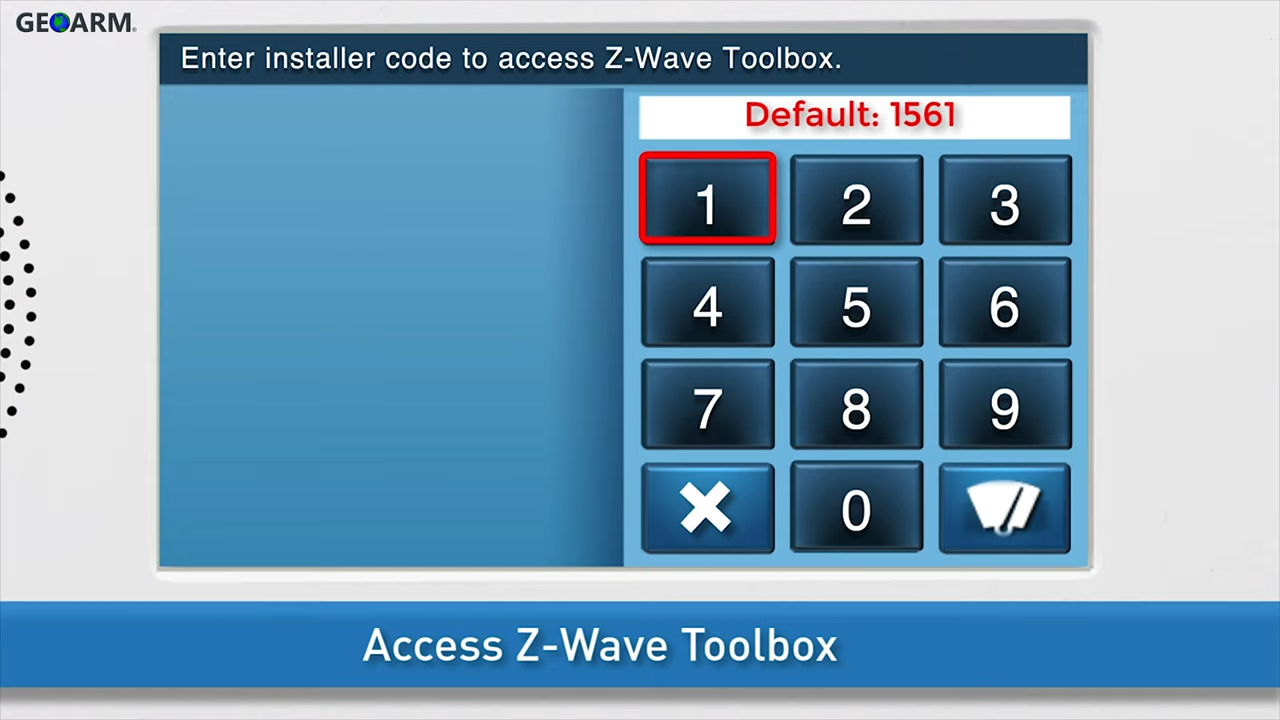 GEOARM®
Enter installer code to access Z-Wave Toolbox.
Default: 1561
1 2 3
4 5 6
7 8 9
0
Access Z-Wave Toolbox